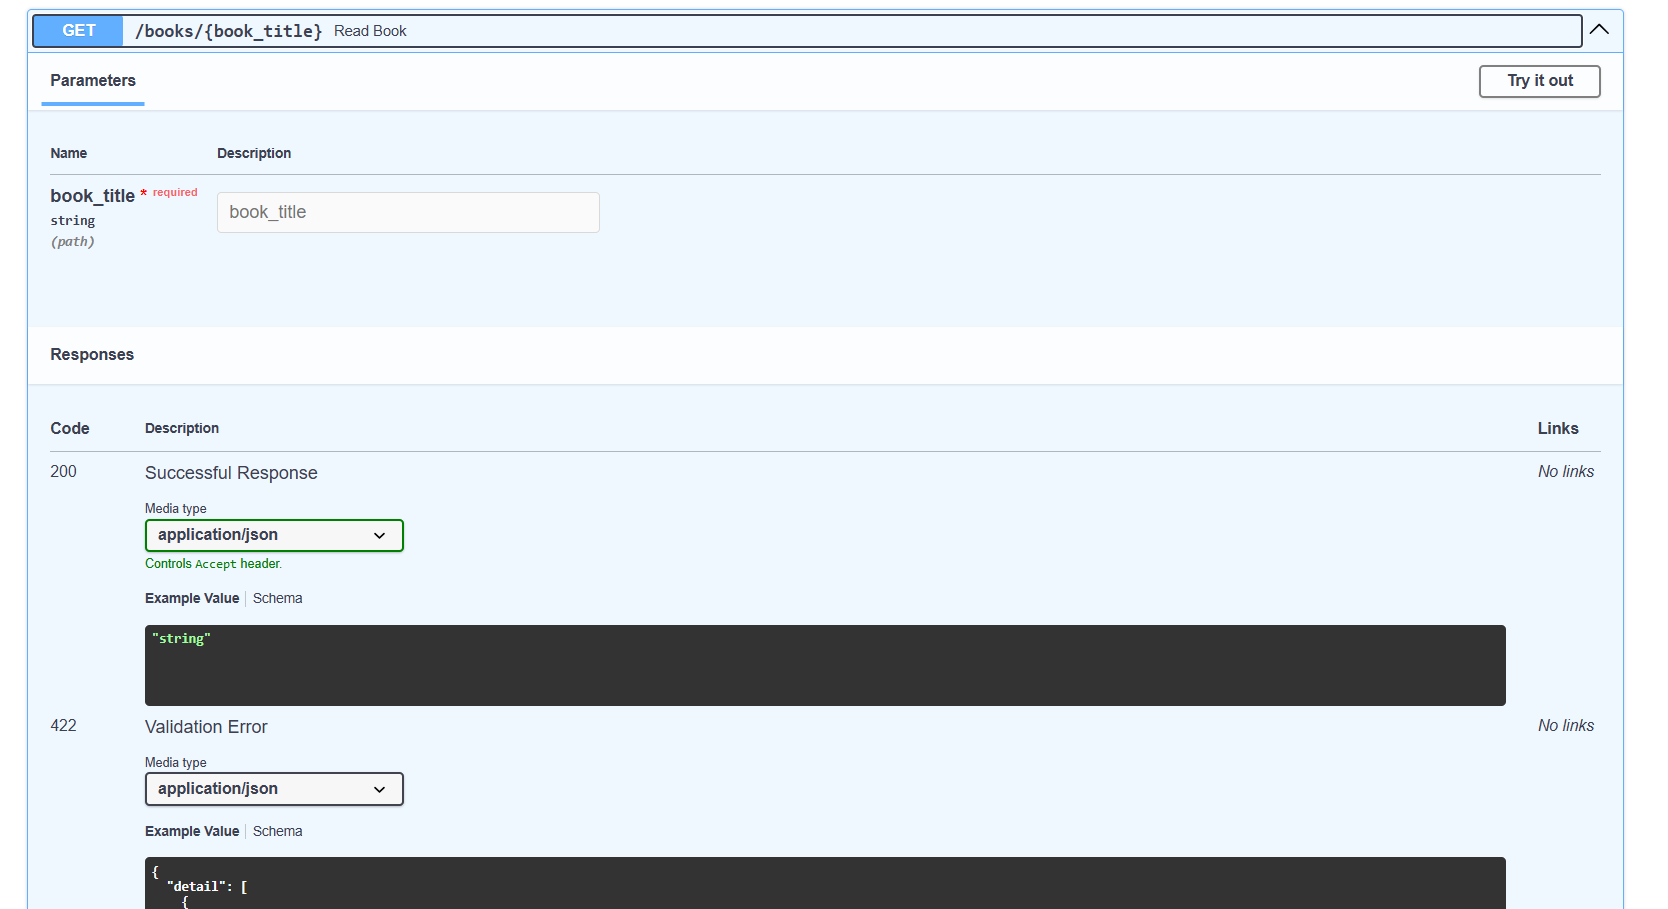 GET /books/{book_title} Read Book
Parameters
Try it out
Name Description
book_title * required
string
(path)
book_title
Responses
Code Description Links
200 Successful Response No links
Media type
application/json
Controls Accept header.
Example Value Schema
"string"
422 Validation Error No links
Media type
application/json
Example Value Schema
{
"detail": [
{